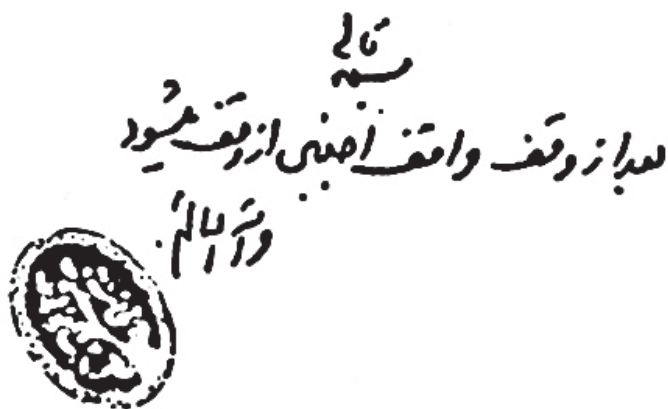 بسمه تعالی
بعد از وقف واقف اجنبی از وقف میشود
والله العالم